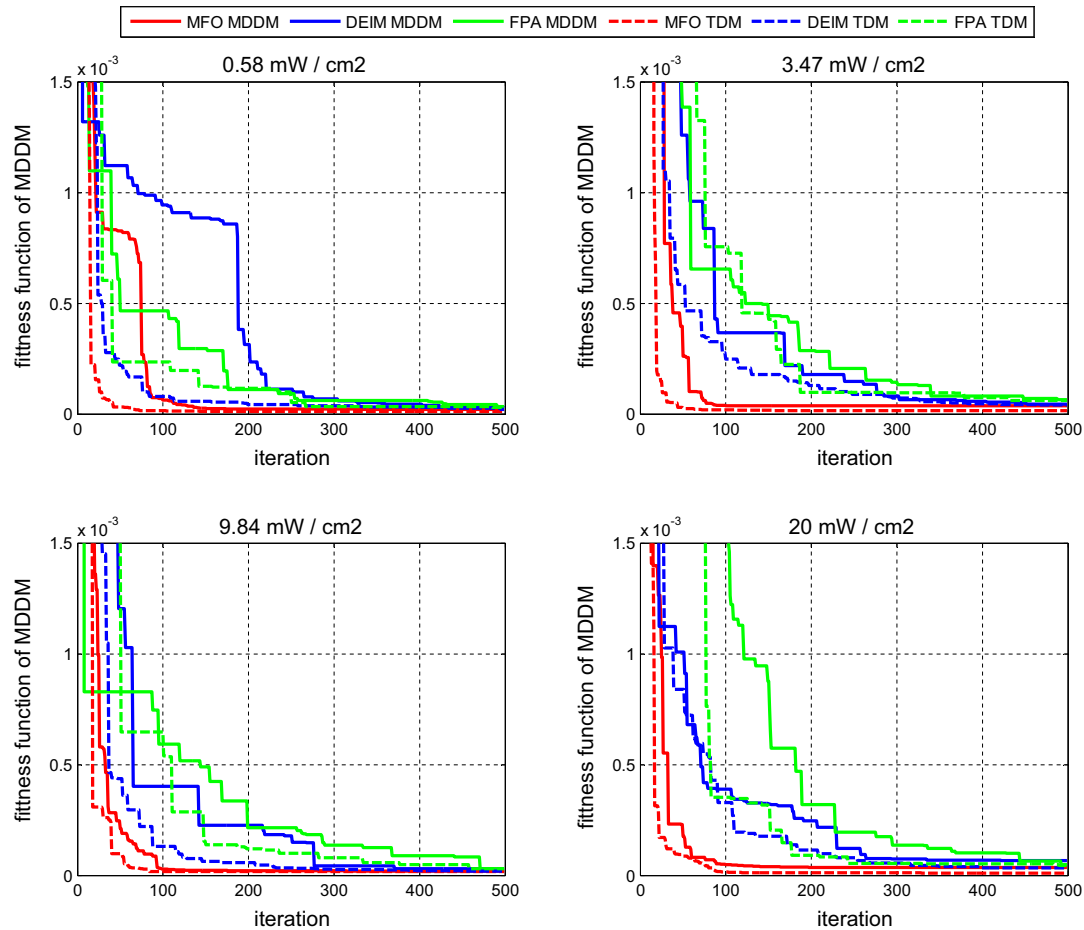 MFO MDDM DEIM MDDM FPA MDDM MFO TDM DEIM TDM FPA TDM
x 10-3
0.58 mW / cm2
fittness function of MDDM
1.5
1
0.5
0
0 100 200 300 400 500
iteration
x 10-3
3.47 mW / cm2
fittness function of MDDM
1.5
1
0.5
0
0 100 200 300 400 500
iteration
x 10-3
9.84 mW / cm2
fittness function of MDDM
1.5
1
0.5
0
0 100 200 300 400 500
iteration
x 10-3
20 mW / cm2
fittness function of MDDM
1.5
1
0.5
0
0 100 200 300 400 500
iteration